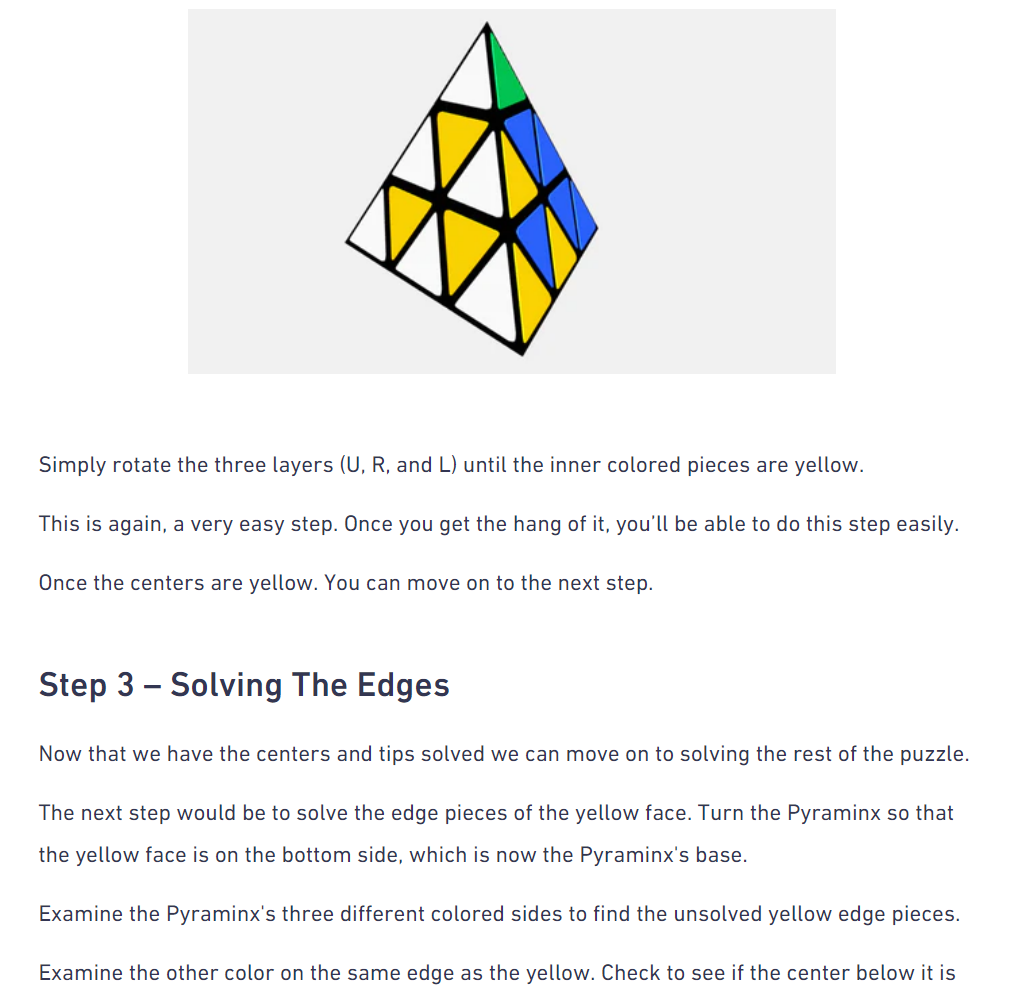 Simply rotate the three layers (U, R, and L) until the inner colored pieces are yellow.
This is again, a very easy step. Once you get the hang of it, you'll be able to do this step easily.
Once the centers are yellow. You can move on to the next step.
Step 3 – Solving The Edges
Now that we have the centers and tips solved we can move on to solving the rest of the puzzle.
The next step would be to solve the edge pieces of the yellow face. Turn the Pyraminx so that
the yellow face is on the bottom side, which is now the Pyraminx's base.
Examine the Pyraminx's three different colored sides to find the unsolved yellow edge pieces.
Examine the other color on the same edge as the yellow. Check to see if the center below it is